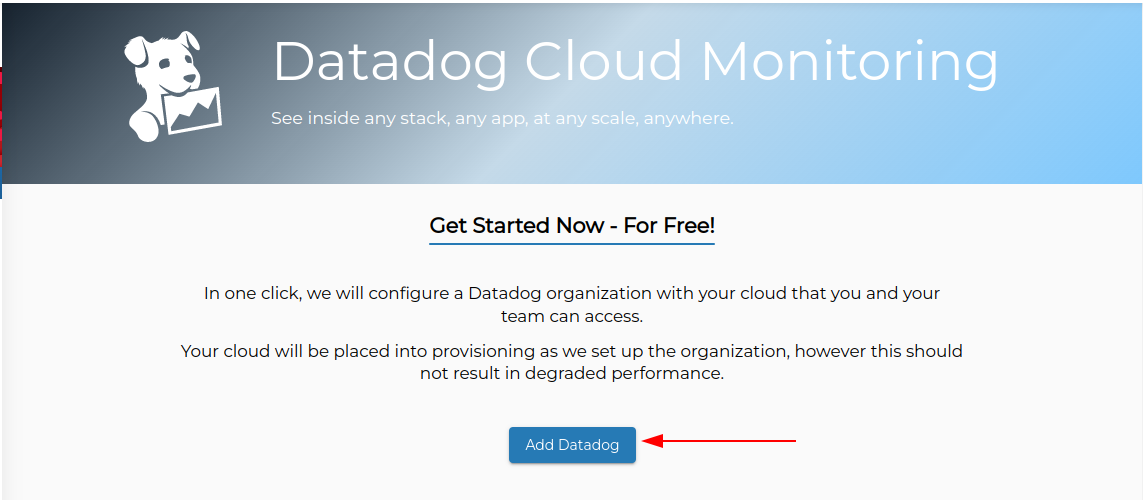 Datadog Cloud Monitoring
See inside any stack, any app, at any scale, anywhere.
Get Started Now - For Free!
In one click, we will configure a Datadog organization with your cloud that you and your
team can access.
Your cloud will be placed into provisioning as we set up the organization, however this should
not result in degraded performance.
Add Datadog